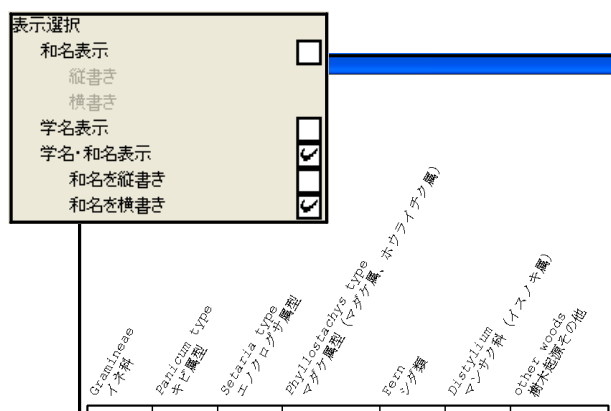 表示選択
和名表示
縦書き
横書き
学名表示
学名・和名表示
和名を縦書き
和名を横書き
Gramineae
イネ科
Panicum type
キビ属型
Setaria type
エノクログサ属型
Phyllostachys type
マダケ属型 (マダケ属、ホウライチク属)
Fern
シダ類
Distylium
マンサク科 (イスノキ属)
other woods
樹木起源その他